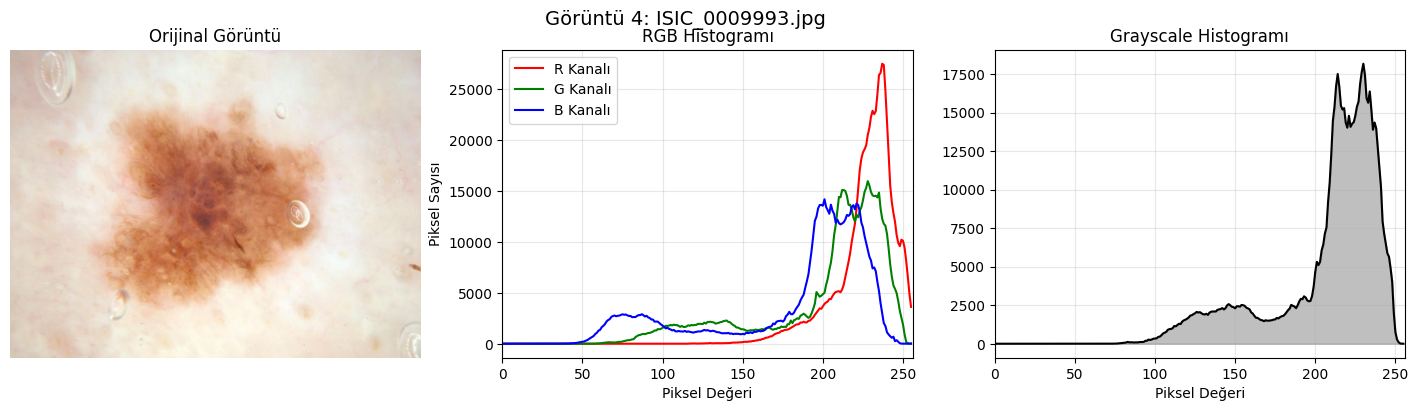 Görüntü 4: ISIC_0009993.jpg
Orijinal Görüntü
RGB Histogramı
Grayscale Histogramı
R Kanalı
G Kanalı
B Kanalı
Piksel Sayısı
25000
20000
15000
10000
5000
0
0 50 100 150 200 250
Piksel Değeri
17500
15000
12500
10000
7500
5000
2500
0
0 50 100 150 200 250
Piksel Değeri